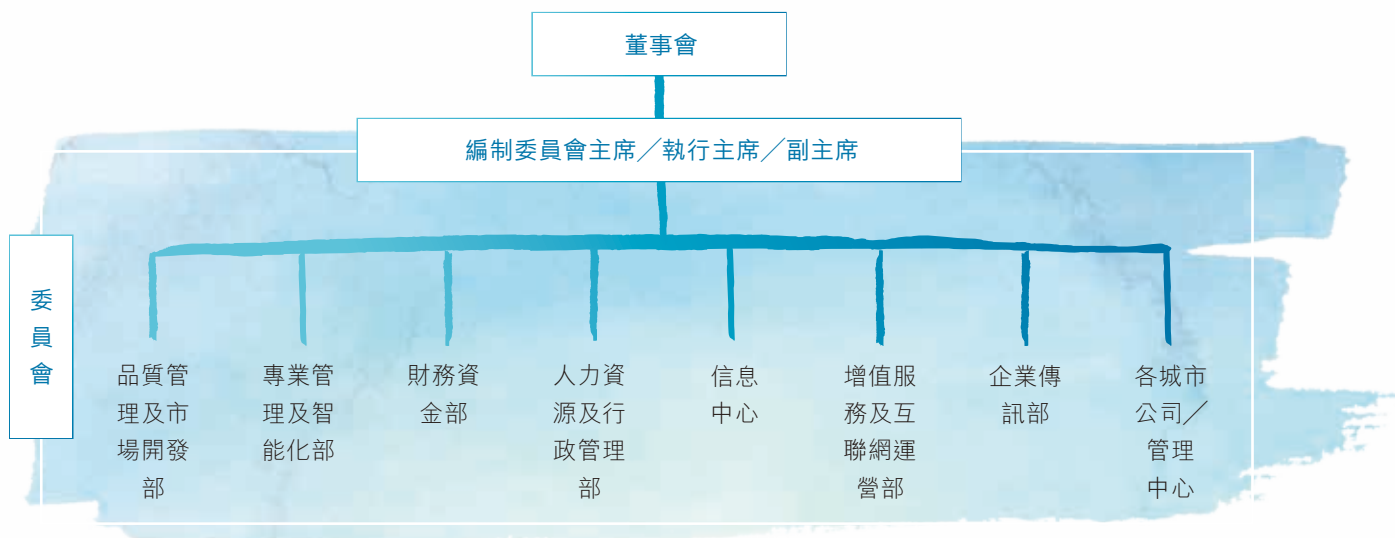 董事會
編制委員會主席／執行主席／副主席
委
員
會
品質管
理及市
場開發
部
專業管
理及智
能化部
財務資
金部
人力資
源及行
政管理
部
信息
中心
增值服
務及互
聯網運
營部
企業傳
訊部
各城市
公司／
管理
中心